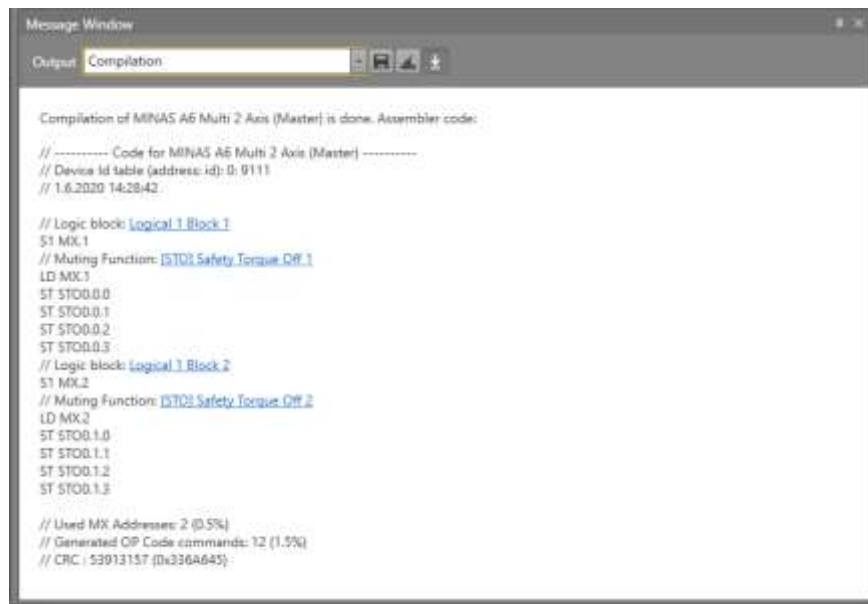 Message Window
Output Compilation
Compilation of MINAS A6 Multi 2 Axis (Master) is done. Assembler code:
// ---------- Code for MINAS A6 Multi 2 Axis (Master) ----------
// Device Id table (address: id): 0: 9111
// 1.6.2020 14:28:42
// Logic block: Logical 1 Block 1
S1 MX.1
// Muting Function: [STO] Safety Torque Off 1
LD MX.1
ST STO0.0.0
ST STO0.0.1
ST STO0.0.2
ST STO0.0.3
// Logic block: Logical 1 Block 2
S1 MX.2
// Muting Function: [STO] Safety Torque Off 2
LD MX.2
ST STO0.1.0
ST STO0.1.1
ST STO0.1.2
ST STO0.1.3
// Used MX Addresses: 2 (0.5%)
// Generated OP Code commands: 12 (1.5%)
// CRC : 53913157 (0x336A645)